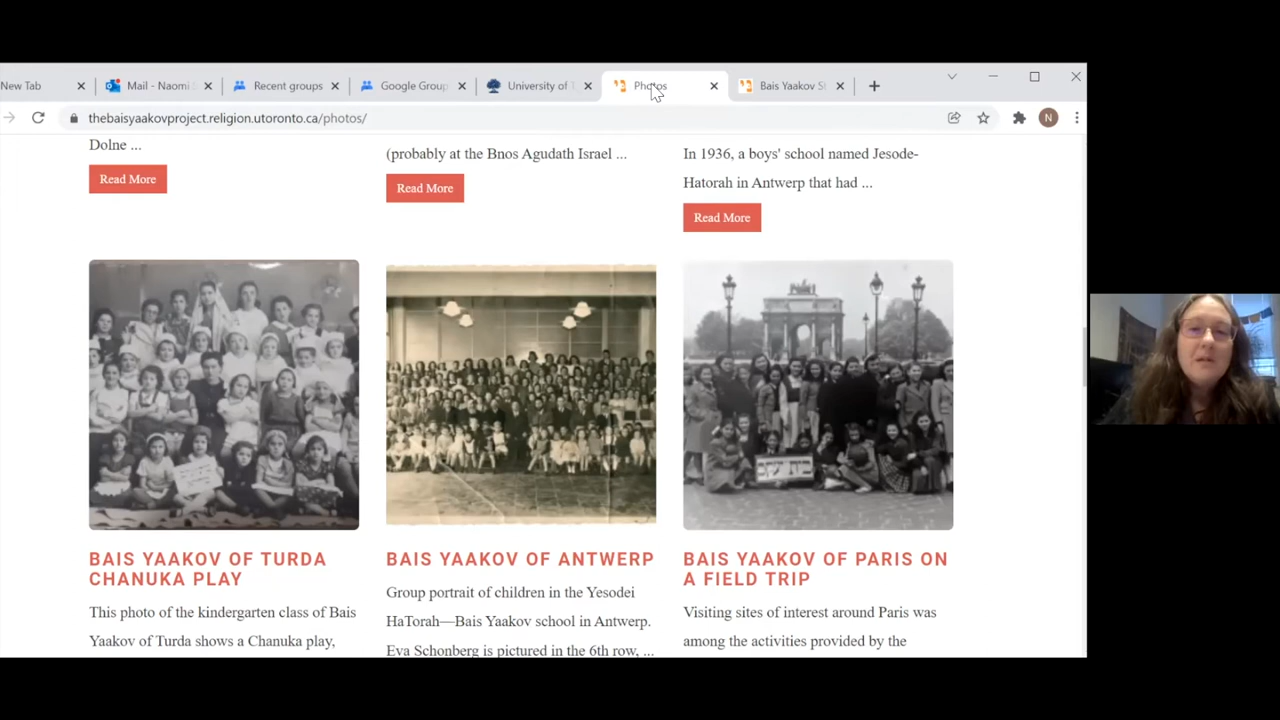 New Tab
Mail - Naomi
Recent groups
Google Group
University of T
Photos
Bais Yaakov S
thebaisyaakovproject.religion.utoronto.ca/photos/
N
Dolne ...
Read More
(probably at the Bnos Agudath Israel ...
Read More
In 1936, a boys' school named Jesode-
Hatorah in Antwerp that had ...
Read More
BAIS YAAKOV OF TURDA
CHANUKA PLAY
This photo of the kindergarten class of Bais
Yaakov of Turda shows a Chanuka play,
BAIS YAAKOV OF ANTWERP
Group portrait of children in the Yesodei
HaTorah—Bais Yaakov school in Antwerp.
Eva Schonberg is pictured in the 6th row, ...
BAIS YAAKOV OF PARIS ON
A FIELD TRIP
Visiting sites of interest around Paris was
among the activities provided by the